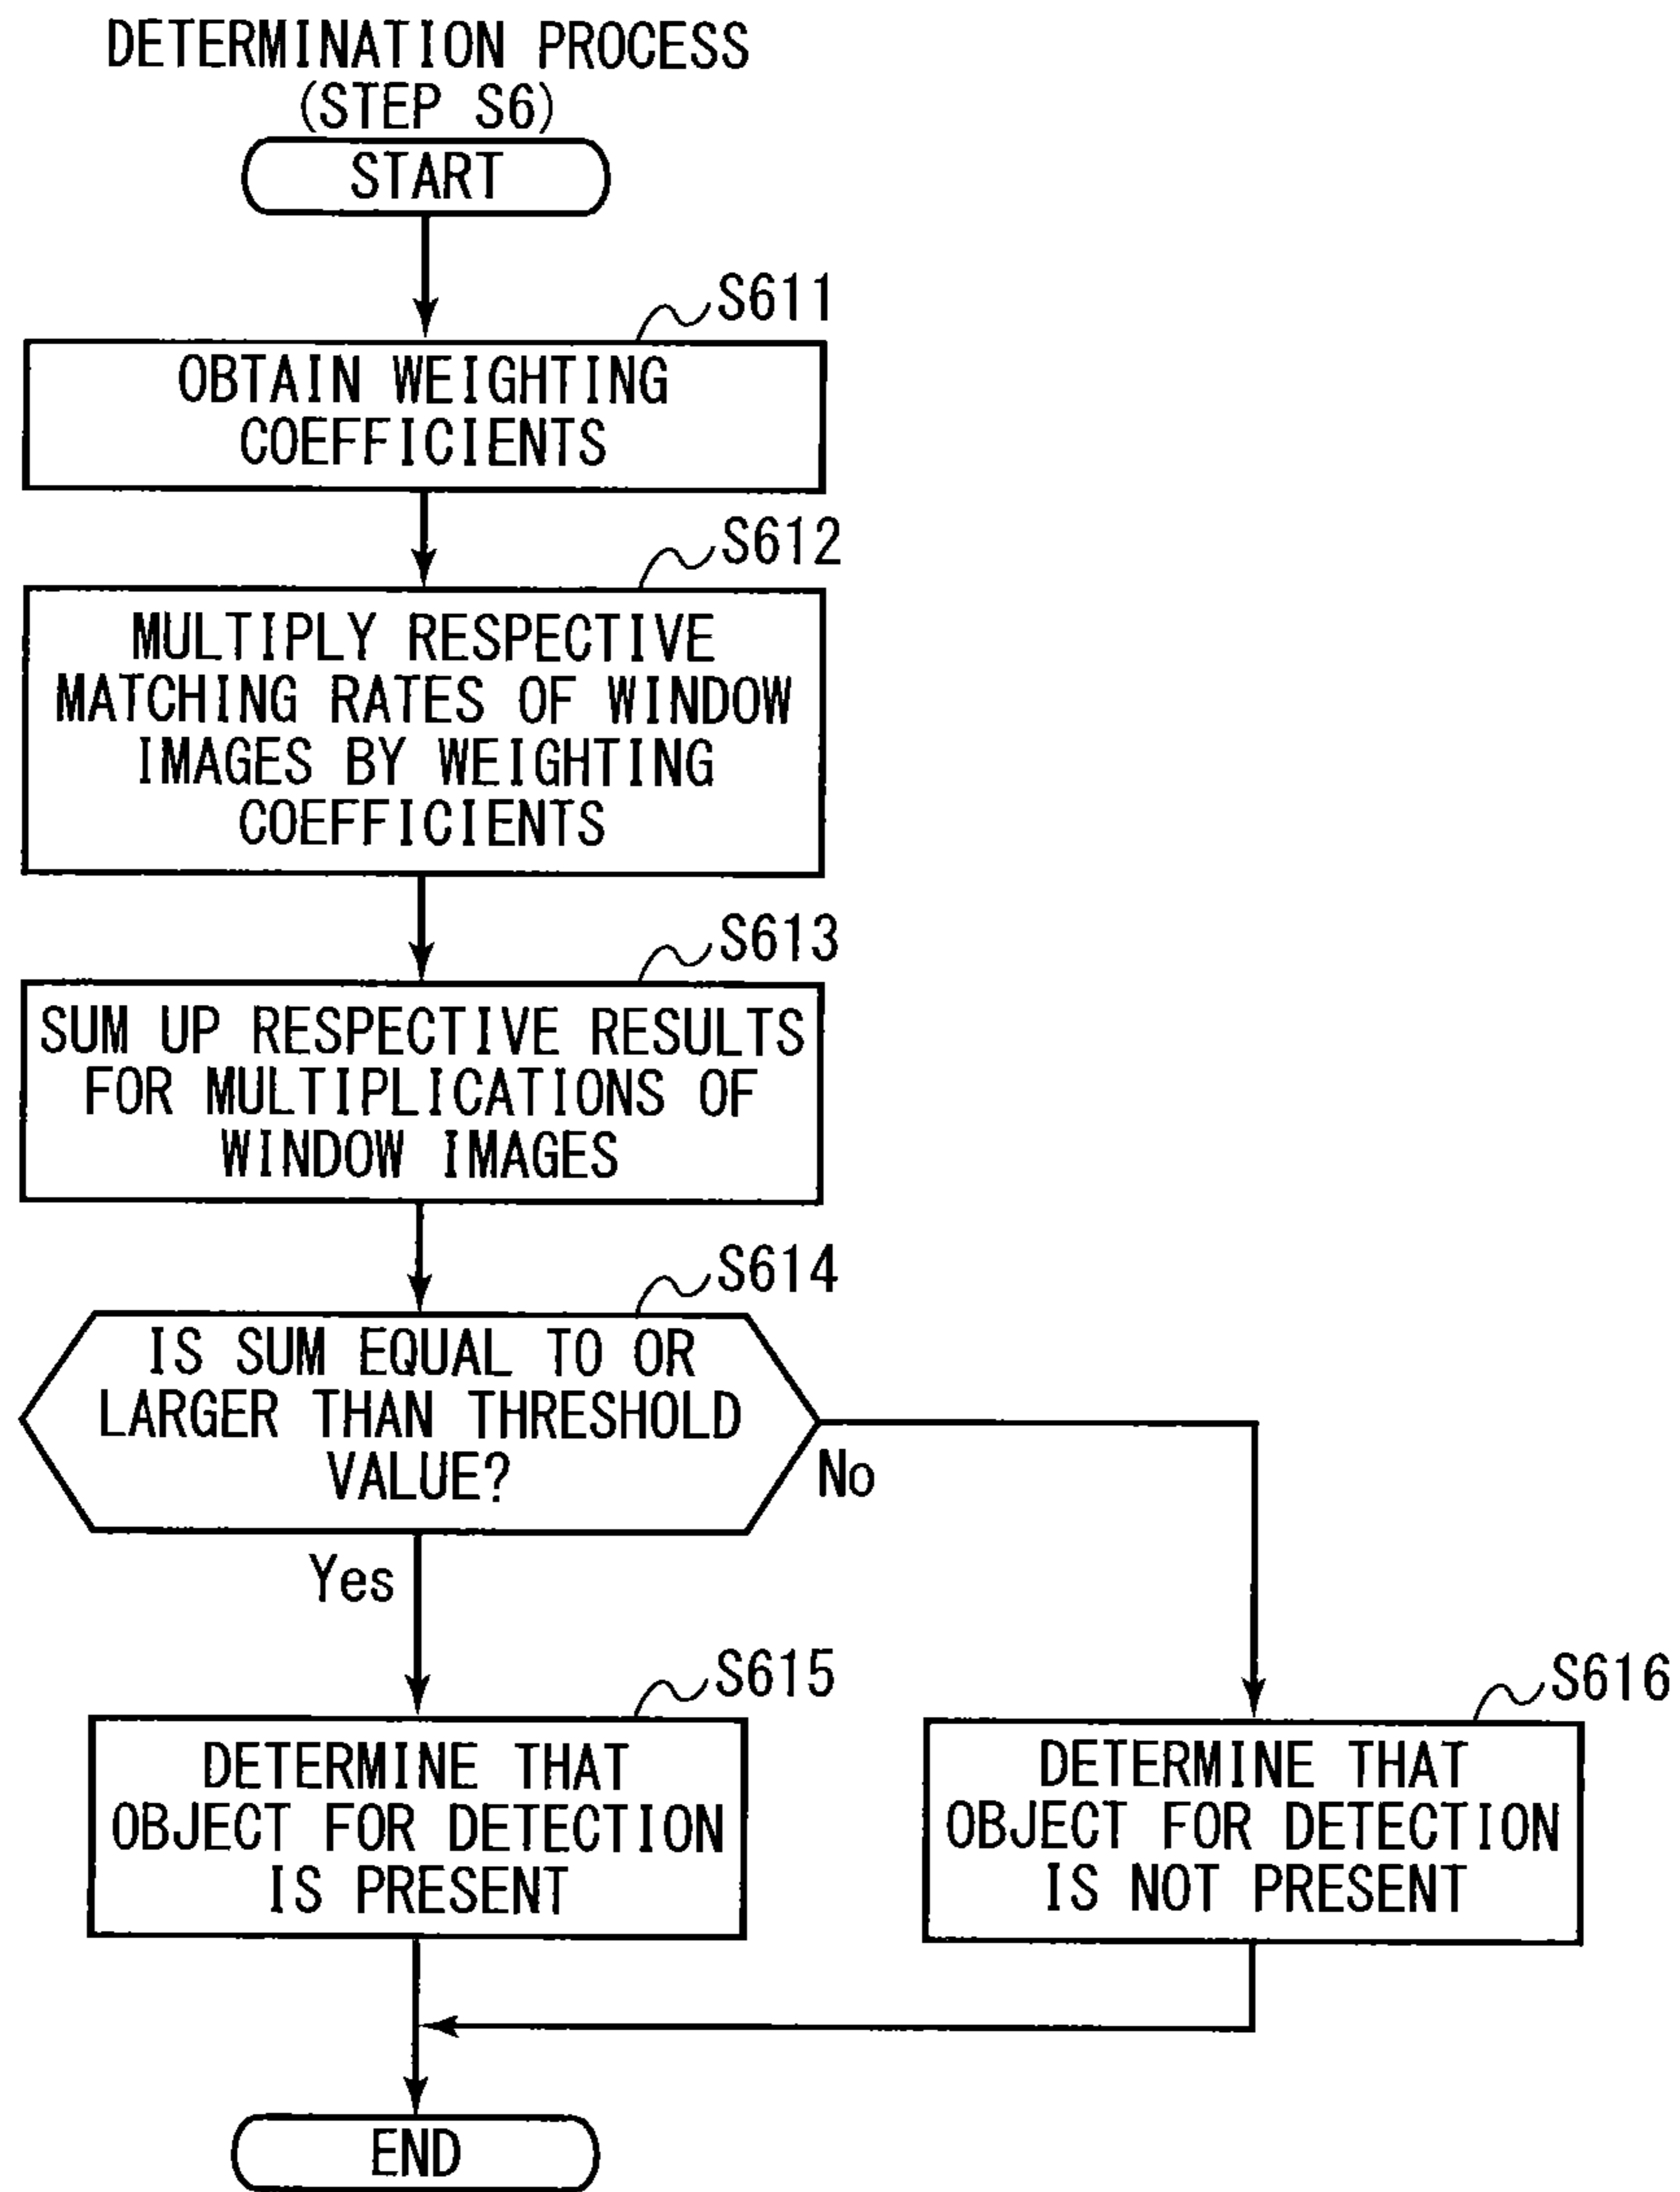 DETERMINATION PROCESS
(STEP S6)
START
S611
OBTAIN WEIGHTING
COEFFICIENTS
S612
MULTIPLY RESPECTIVE
MATCHING RATES OF WINDOW
IMAGES BY WEIGHTING
COEFFICIENTS
S613
SUM UP RESPECTIVE RESULTS
FOR MULTIPLICATIONS OF
WINDOW IMAGES
S614
IS SUM EQUAL TO OR
LARGER THAN THRESHOLD
VALUE?
No
Yes
S615
DETERMINE THAT
OBJECT FOR DETECTION
IS PRESENT
S616
DETERMINE THAT
OBJECT FOR DETECTION
IS NOT PRESENT
END